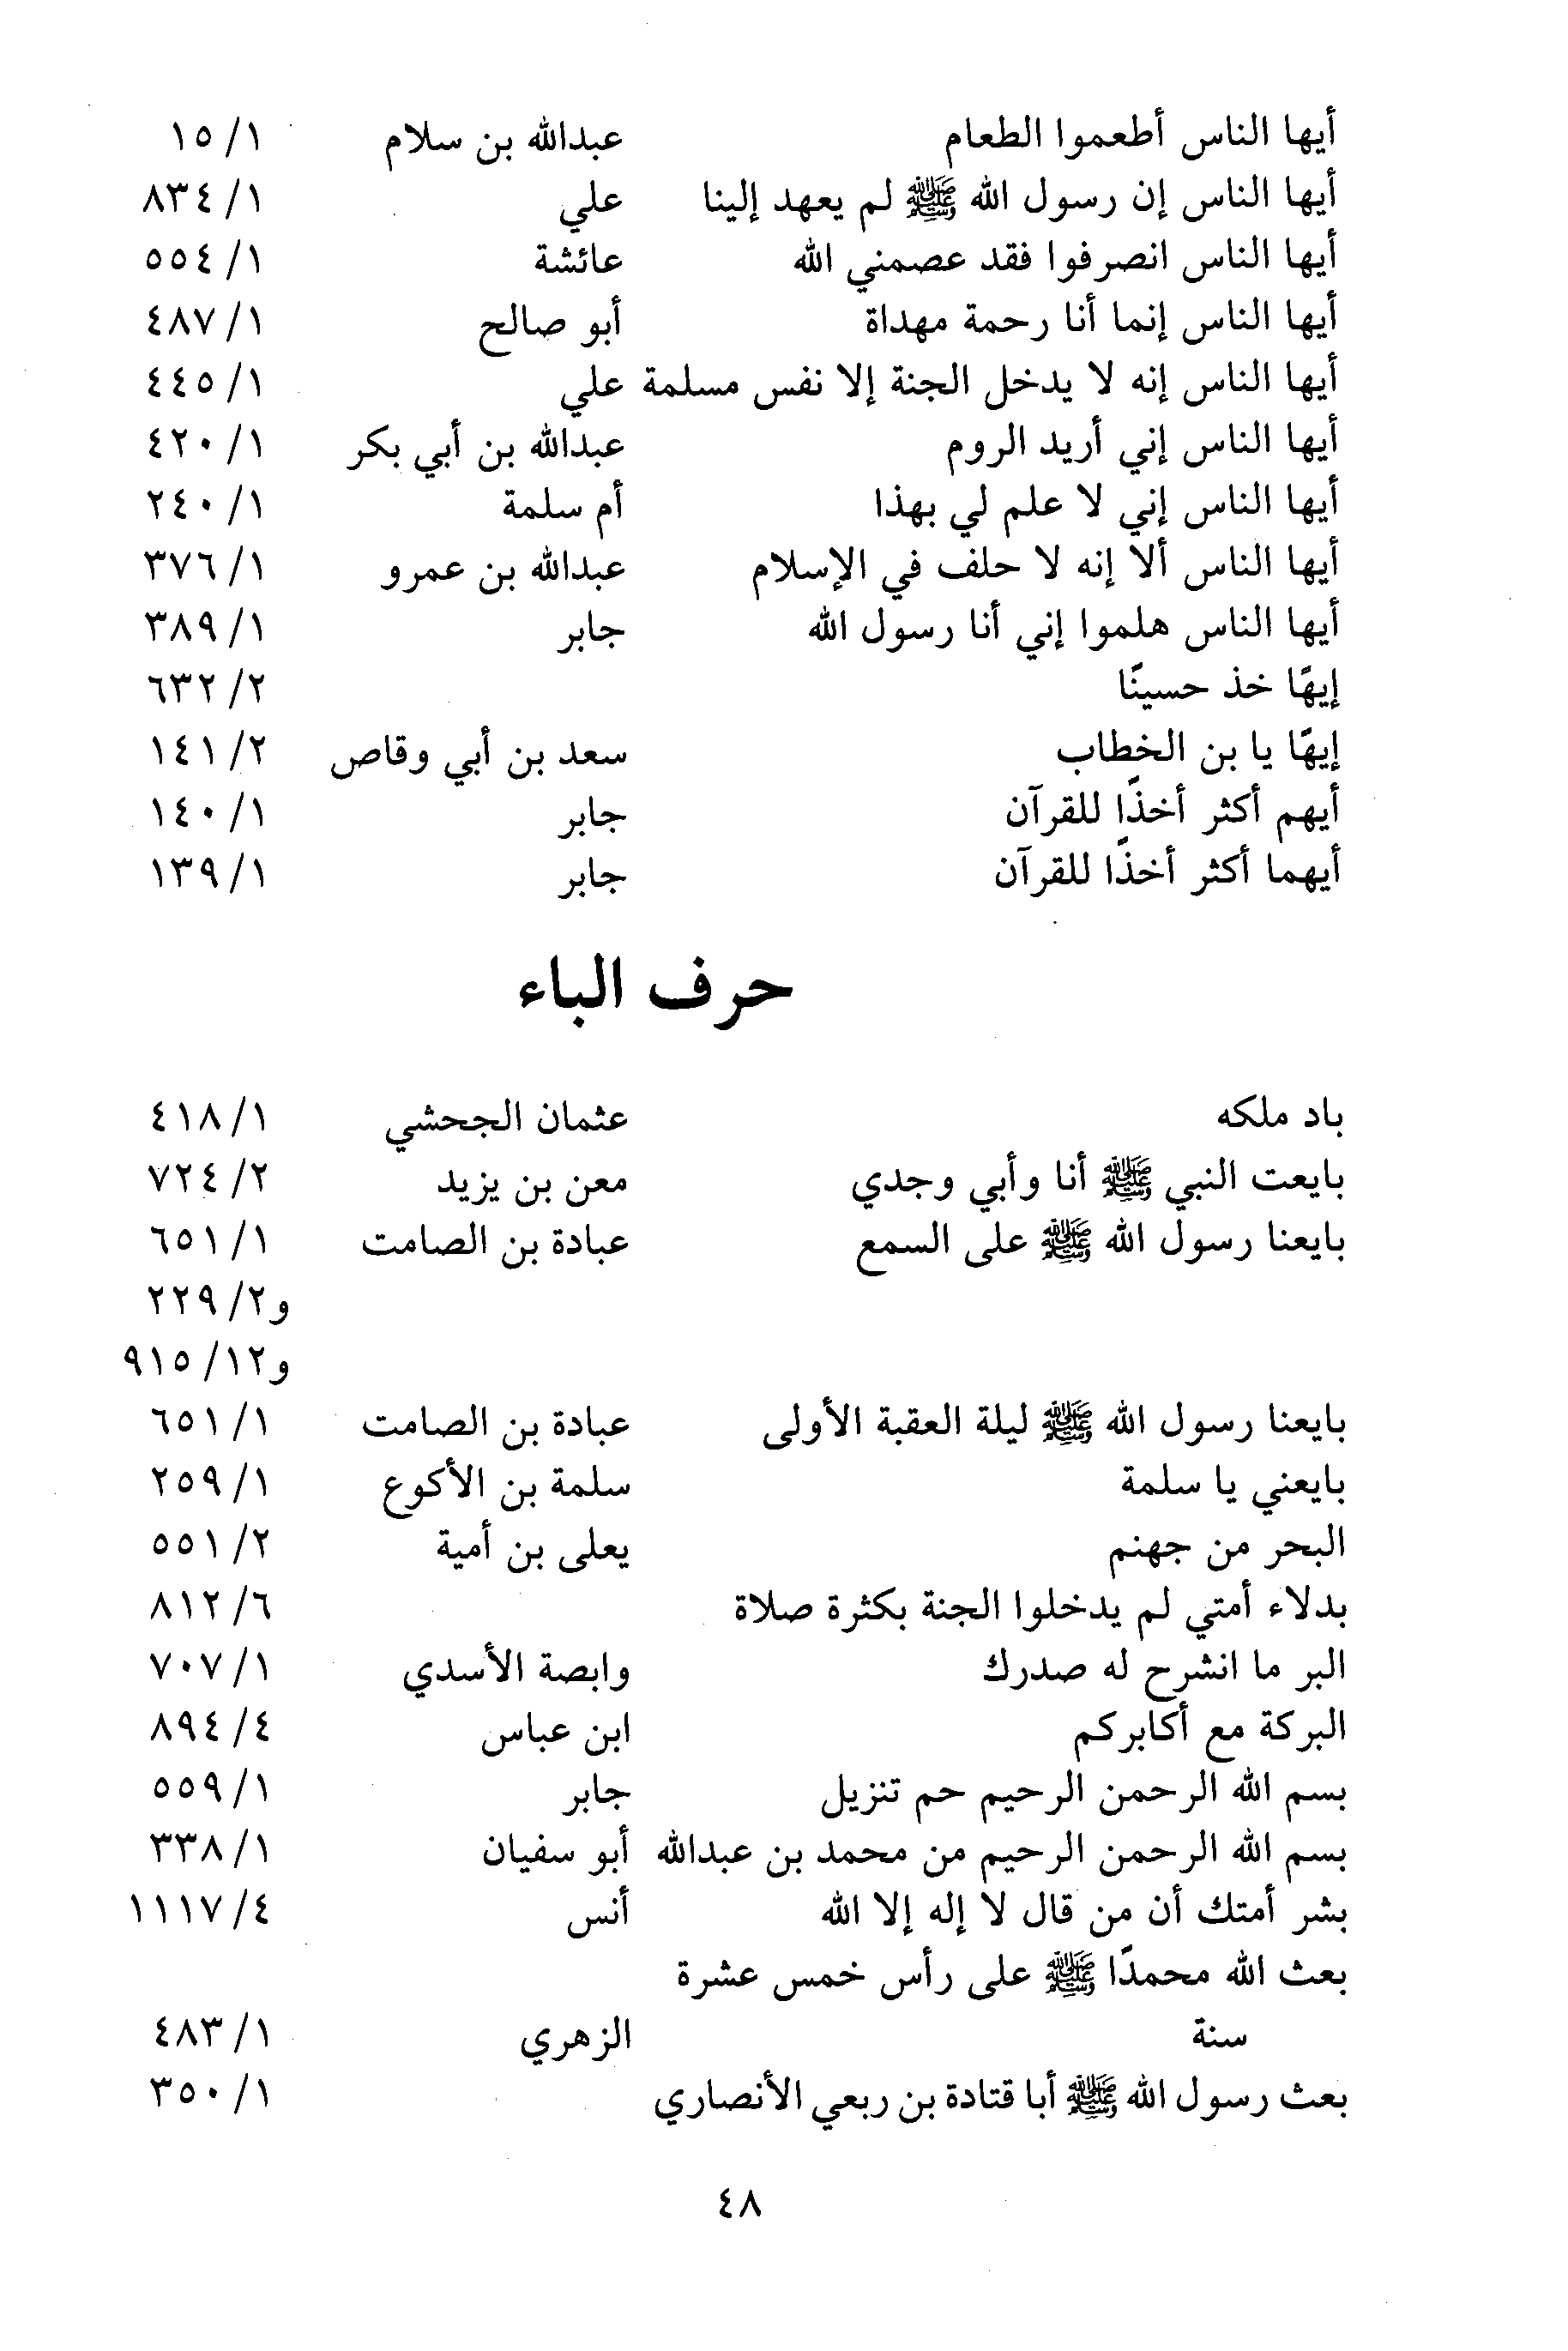 أيها الناس أطعموا الطعام عبدالله بن سلام ١/ ١٥
أيها الناس إن رسول الله ﷺ لم يعهد إلينا علي ١/ ٨٣٤
أيها الناس انصرفوا فقد عصمني الله عائشة ١/ ٥٥٤
أيها الناس إنما أنا رحمة مهداة أبو صالح ١/ ٤٨٧
أيها الناس إنه لا يدخل الجنة إلا نفس مسلمة علي ١/ ٤٤٥
أيها الناس إني أريد الروم عبدالله بن أبي بكر ١/ ٤٢٠
أيها الناس إني لا علم لي بهذا أم سلمة ١/ ٢٤٠
أيها الناس ألا إنه لا حلف في الإسلام عبدالله بن عمرو ١/ ٣٧٦
أيها الناس هلموا إني أنا رسول الله جابر ١/ ٣٨٩
إيهًا خذ حسينًا ٢/ ٦٣٢
إيهًا يا بن الخطاب سعد بن أبي وقاص ٢/ ١٤١
أيهم أكثر أخذًا للقرآن جابر ١/ ١٤٠
أيهما أكثر أخذًا للقرآن جابر ١/ ١٣٩
حرف الباء
باد ملكه عثمان الجحشي ١/ ٤١٨
بايعت النبي ﷺ أنا وأبي وجدي معن بن يزيد ٢/ ٧٢٤
بايعنا رسول الله ﷺ على السمع عبادة بن الصامت ١/ ٦٥١
و٢/ ٢٢٩
و١٢/ ٩١٥
بايعنا رسول الله ﷺ ليلة العقبة الأولى عبادة بن الصامت ١/ ٦٥١
بايعني يا سلمة سلمة بن الأكوع ١/ ٢٥٩
البحر من جهنم يعلى بن أمية ٢/ ٥٥١
بدلاء أمتي لم يدخلوا الجنة بكثرة صلاة ٦/ ٨١٢
البر ما انشرح له صدرك وابصة الأسدي ١/ ٧٠٧
البركة مع أكابركم ابن عباس ٤/ ٨٩٤
بسم الله الرحمن الرحيم حم تنزيل جابر ١/ ٥٥٩
بسم الله الرحمن الرحيم من محمد بن عبدالله أبو سفيان ١/ ٣٣٨
بشر أمتك أن من قال لا إله إلا الله أنس ٤/ ١١١٧
بعث الله محمدًا ﷺ على رأس خمس عشرة
سنة الزهري ١/ ٤٨٣
بعث رسول الله ﷺ أبا قتادة بن ربعي الأنصاري ١/ ٣٥٠
٤٨